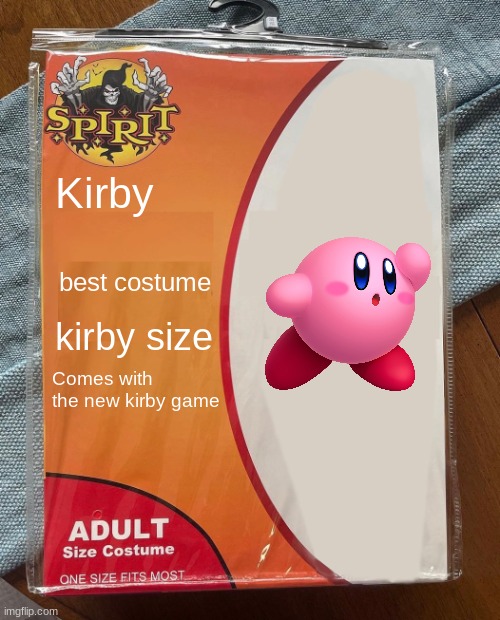 SPIRIT
Kirby
best costume
kirby size
Comes with
the new kirby game
ADULT
Size Costume
ONE SIZE FITS MOST
imgflip.com